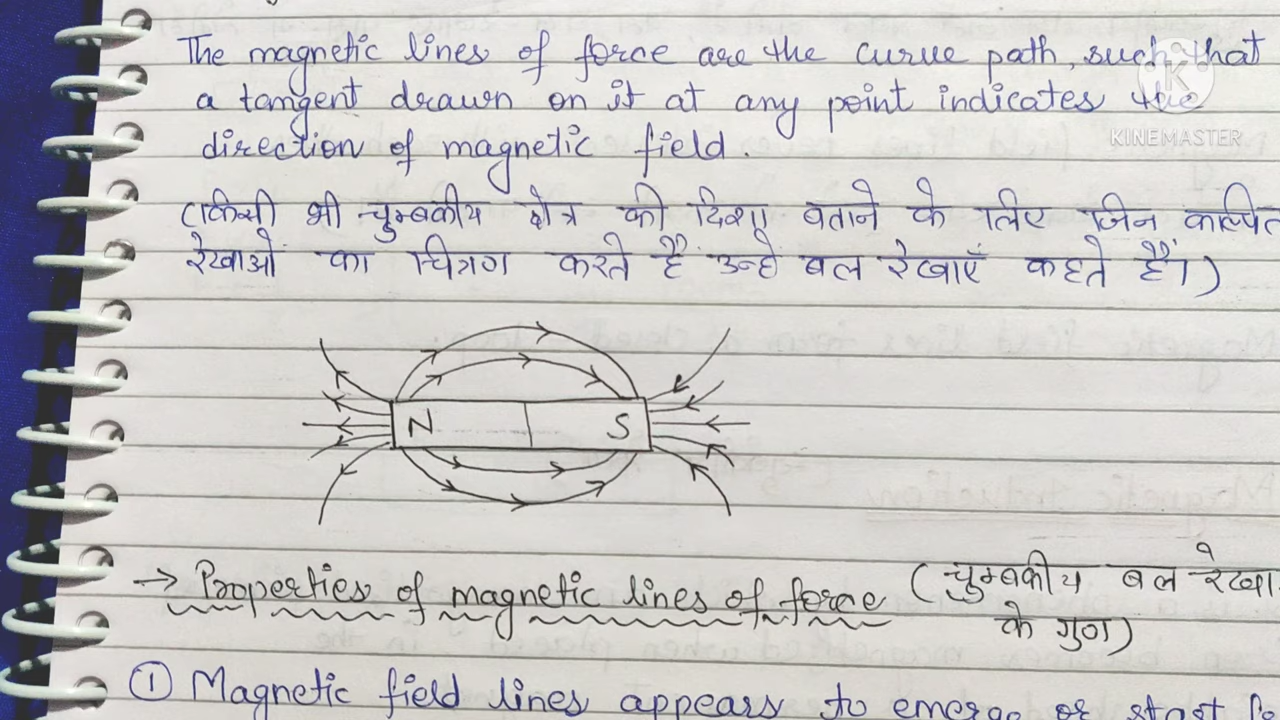 The magnetic lines of force are the curve path, such that
a tangent drawn on it at any point indicates the
direction of magnetic field.
(किसी भी चुम्बकीय क्षेत्र की दिशा बताने के लिए जिन कल्पित
रेखाओ का चित्रण करते हैं उन्हे बल रेखाएँ कहते हैं।)
N S
→ Properties of magnetic lines of force (चुम्बकीय बल रेखा
के गुण)
① Magnetic field lines appears to emerge or start
K
KINEMASTER